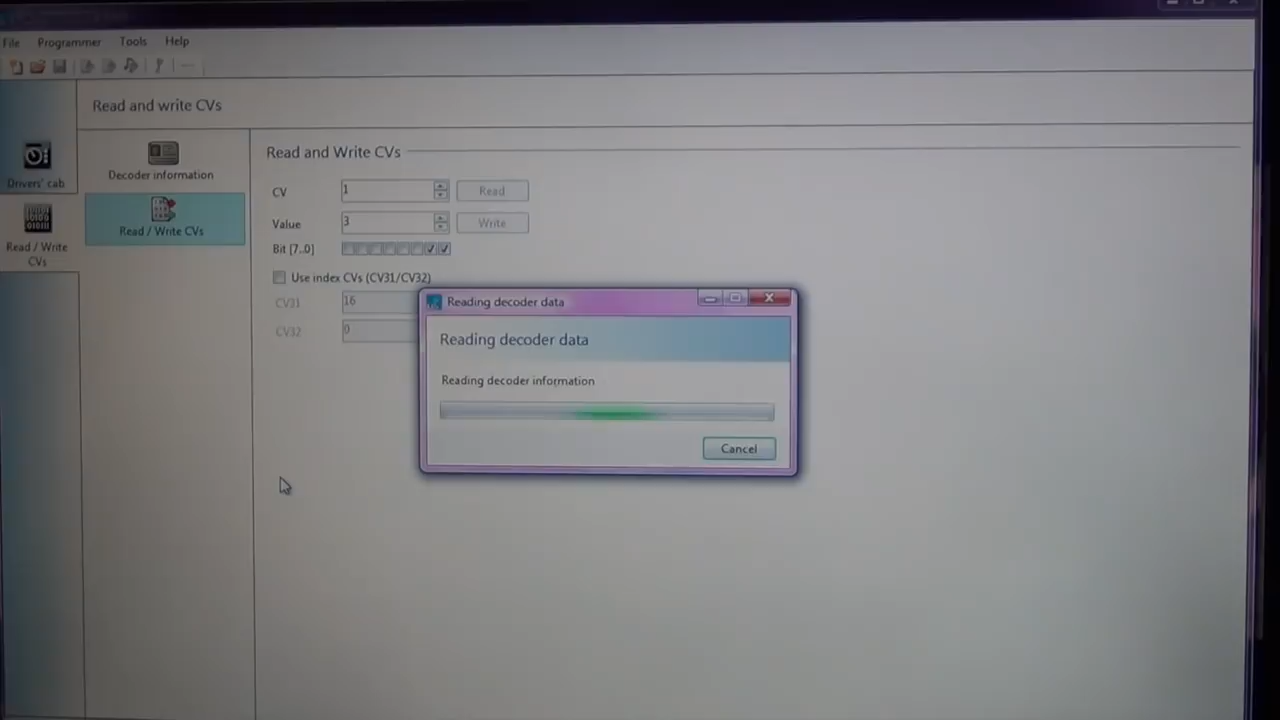 File Programmer Tools Help
Read and write CVs
Drivers' cab
Read / Write CVs
Decoder information
Read / Write CVs
Read and Write CVs
CV 1 Read
Value 3 Write
Bit [7..0]
Use index CVs (CV31/CV32)
CV31 16
CV32 0
Reading decoder data
Reading decoder data
Reading decoder information
Cancel